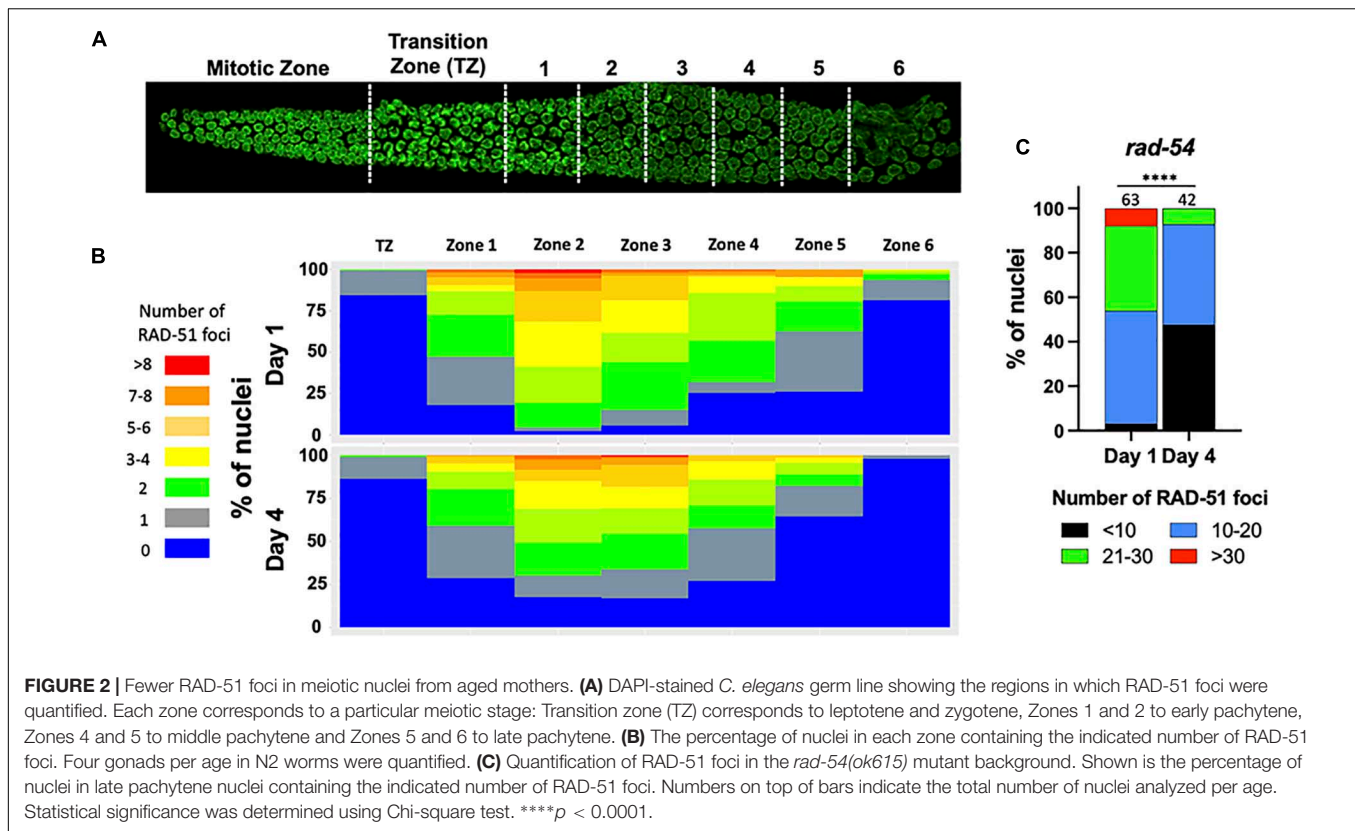 A
Mitotic Zone
Transition
Zone (TZ)
1 2 3 4 5 6
B
TZ Zone 1 Zone 2 Zone 3 Zone 4 Zone 5 Zone 6
Number of
RAD-51 foci
>8
7-8
5-6
3-4
2
1
0
% of nuclei
Day 1
100
75
50
25
0
Day 4
100
75
50
25
0
C
rad-54
****
63 42
% of nuclei
100
80
60
40
20
0
Day 1 Day 4
Number of RAD-51 foci
<10 10-20
21-30 >30
FIGURE 2 | Fewer RAD-51 foci in meiotic nuclei from aged mothers. (A) DAPI-stained C. elegans germ line showing the regions in which RAD-51 foci were
quantified. Each zone corresponds to a particular meiotic stage: Transition zone (TZ) corresponds to leptotene and zygotene, Zones 1 and 2 to early pachytene,
Zones 4 and 5 to middle pachytene and Zones 5 and 6 to late pachytene. (B) The percentage of nuclei in each zone containing the indicated number of RAD-51
foci. Four gonads per age in N2 worms were quantified. (C) Quantification of RAD-51 foci in the rad-54(ok615) mutant background. Shown is the percentage of
nuclei in late pachytene nuclei containing the indicated number of RAD-51 foci. Numbers on top of bars indicate the total number of nuclei analyzed per age.
Statistical significance was determined using Chi-square test. ****p < 0.0001.